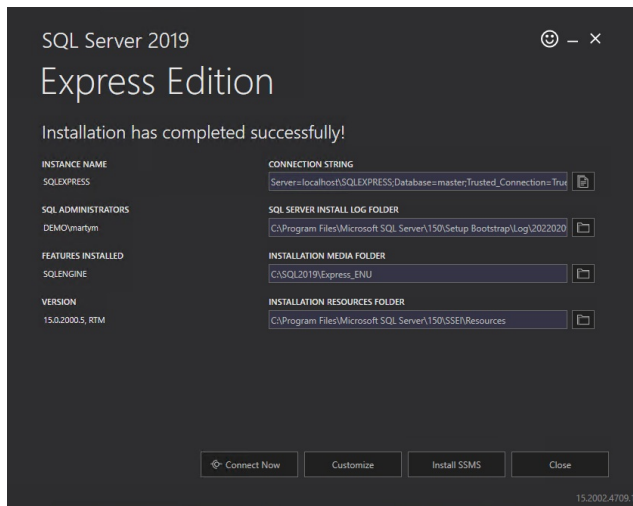 SQL Server 2019
Express Edition
Installation has completed successfully!
INSTANCE NAME
SQLEXPRESS
CONNECTION STRING
Server=localhost\SQLEXPRESS;Database=master;Trusted_Connection=True
SQL ADMINISTRATORS
DEMO\martym
SQL SERVER INSTALL LOG FOLDER
C:\Program Files\Microsoft SQL Server\150\Setup Bootstrap\Log\2022020
FEATURES INSTALLED
SQLENGINE
INSTALLATION MEDIA FOLDER
C:\SQL2019\Express_ENU
VERSION
15.0.2000.5, RTM
INSTALLATION RESOURCES FOLDER
C:\Program Files\Microsoft SQL Server\150\SSEI\Resources
Connect Now
Customize
Install SSMS
Close
15.2002.4709.1